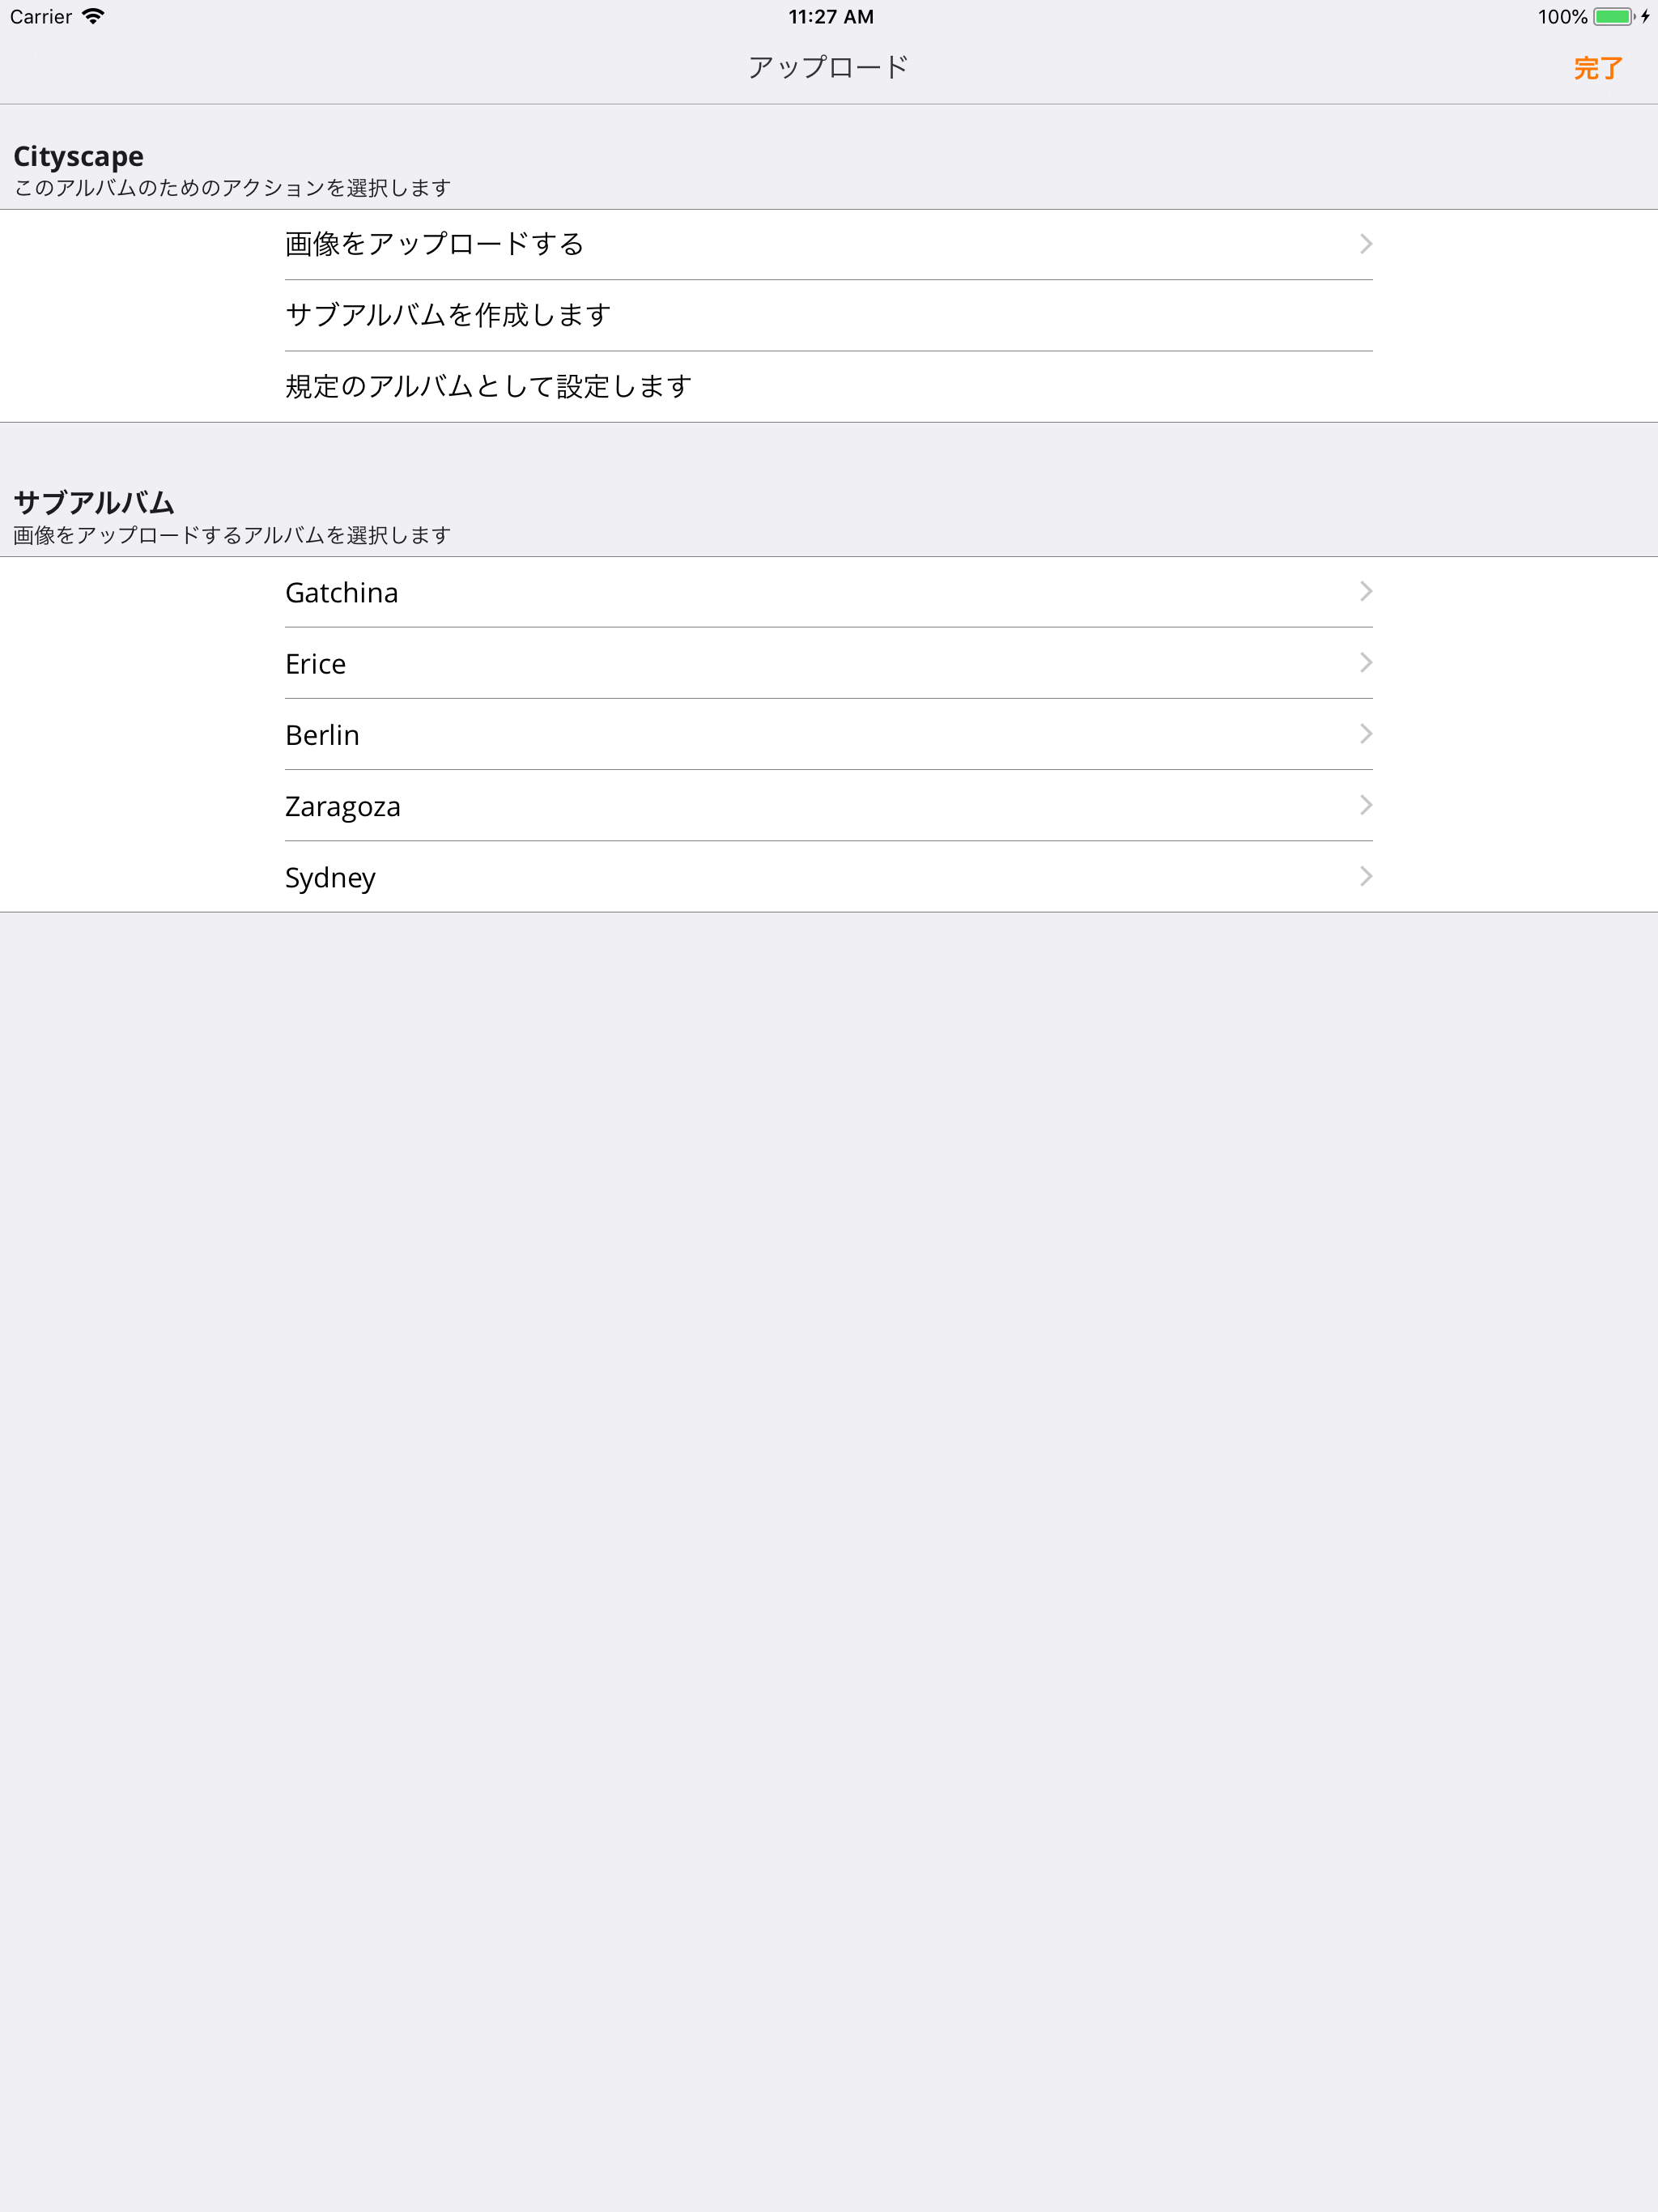 Carrier 11:27 AM 100%
アップロード 完了
Cityscape
このアルバムのためのアクションを選択します
画像をアップロードする
サブアルバムを作成します
規定のアルバムとして設定します
サブアルバム
画像をアップロードするアルバムを選択します
Gatchina
Erice
Berlin
Zaragoza
Sydney